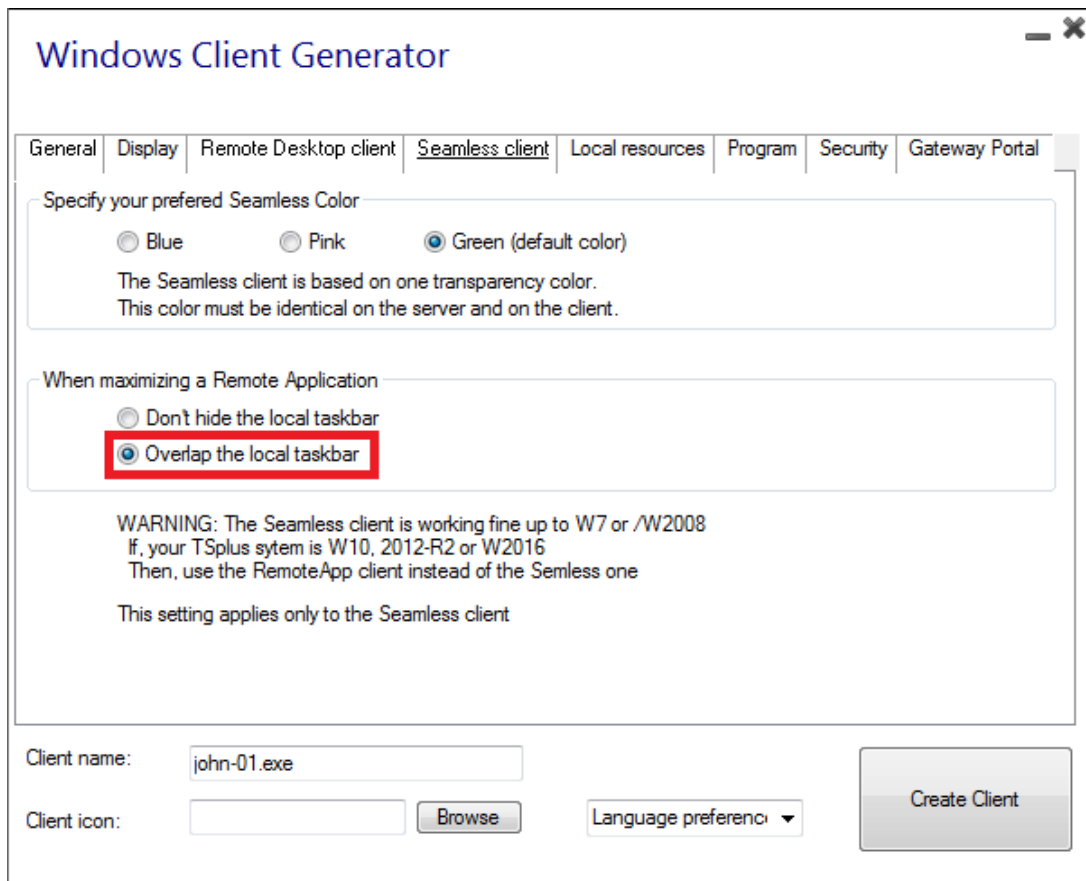 Windows Client Generator
General Display Remote Desktop client Seamless client Local resources Program Security Gateway Portal
Specify your prefered Seamless Color
Blue Pink Green (default color)
The Seamless client is based on one transparency color.
This color must be identical on the server and on the client.
When maximizing a Remote Application
Don't hide the local taskbar
Overlap the local taskbar
WARNING: The Seamless client is working fine up to W7 or /W2008
If, your TSplus sytem is W10, 2012-R2 or W2016
Then, use the RemoteApp client instead of the Semless one
This setting applies only to the Seamless client
Client name: john-01.exe
Create Client
Client icon: Browse Language preferenc